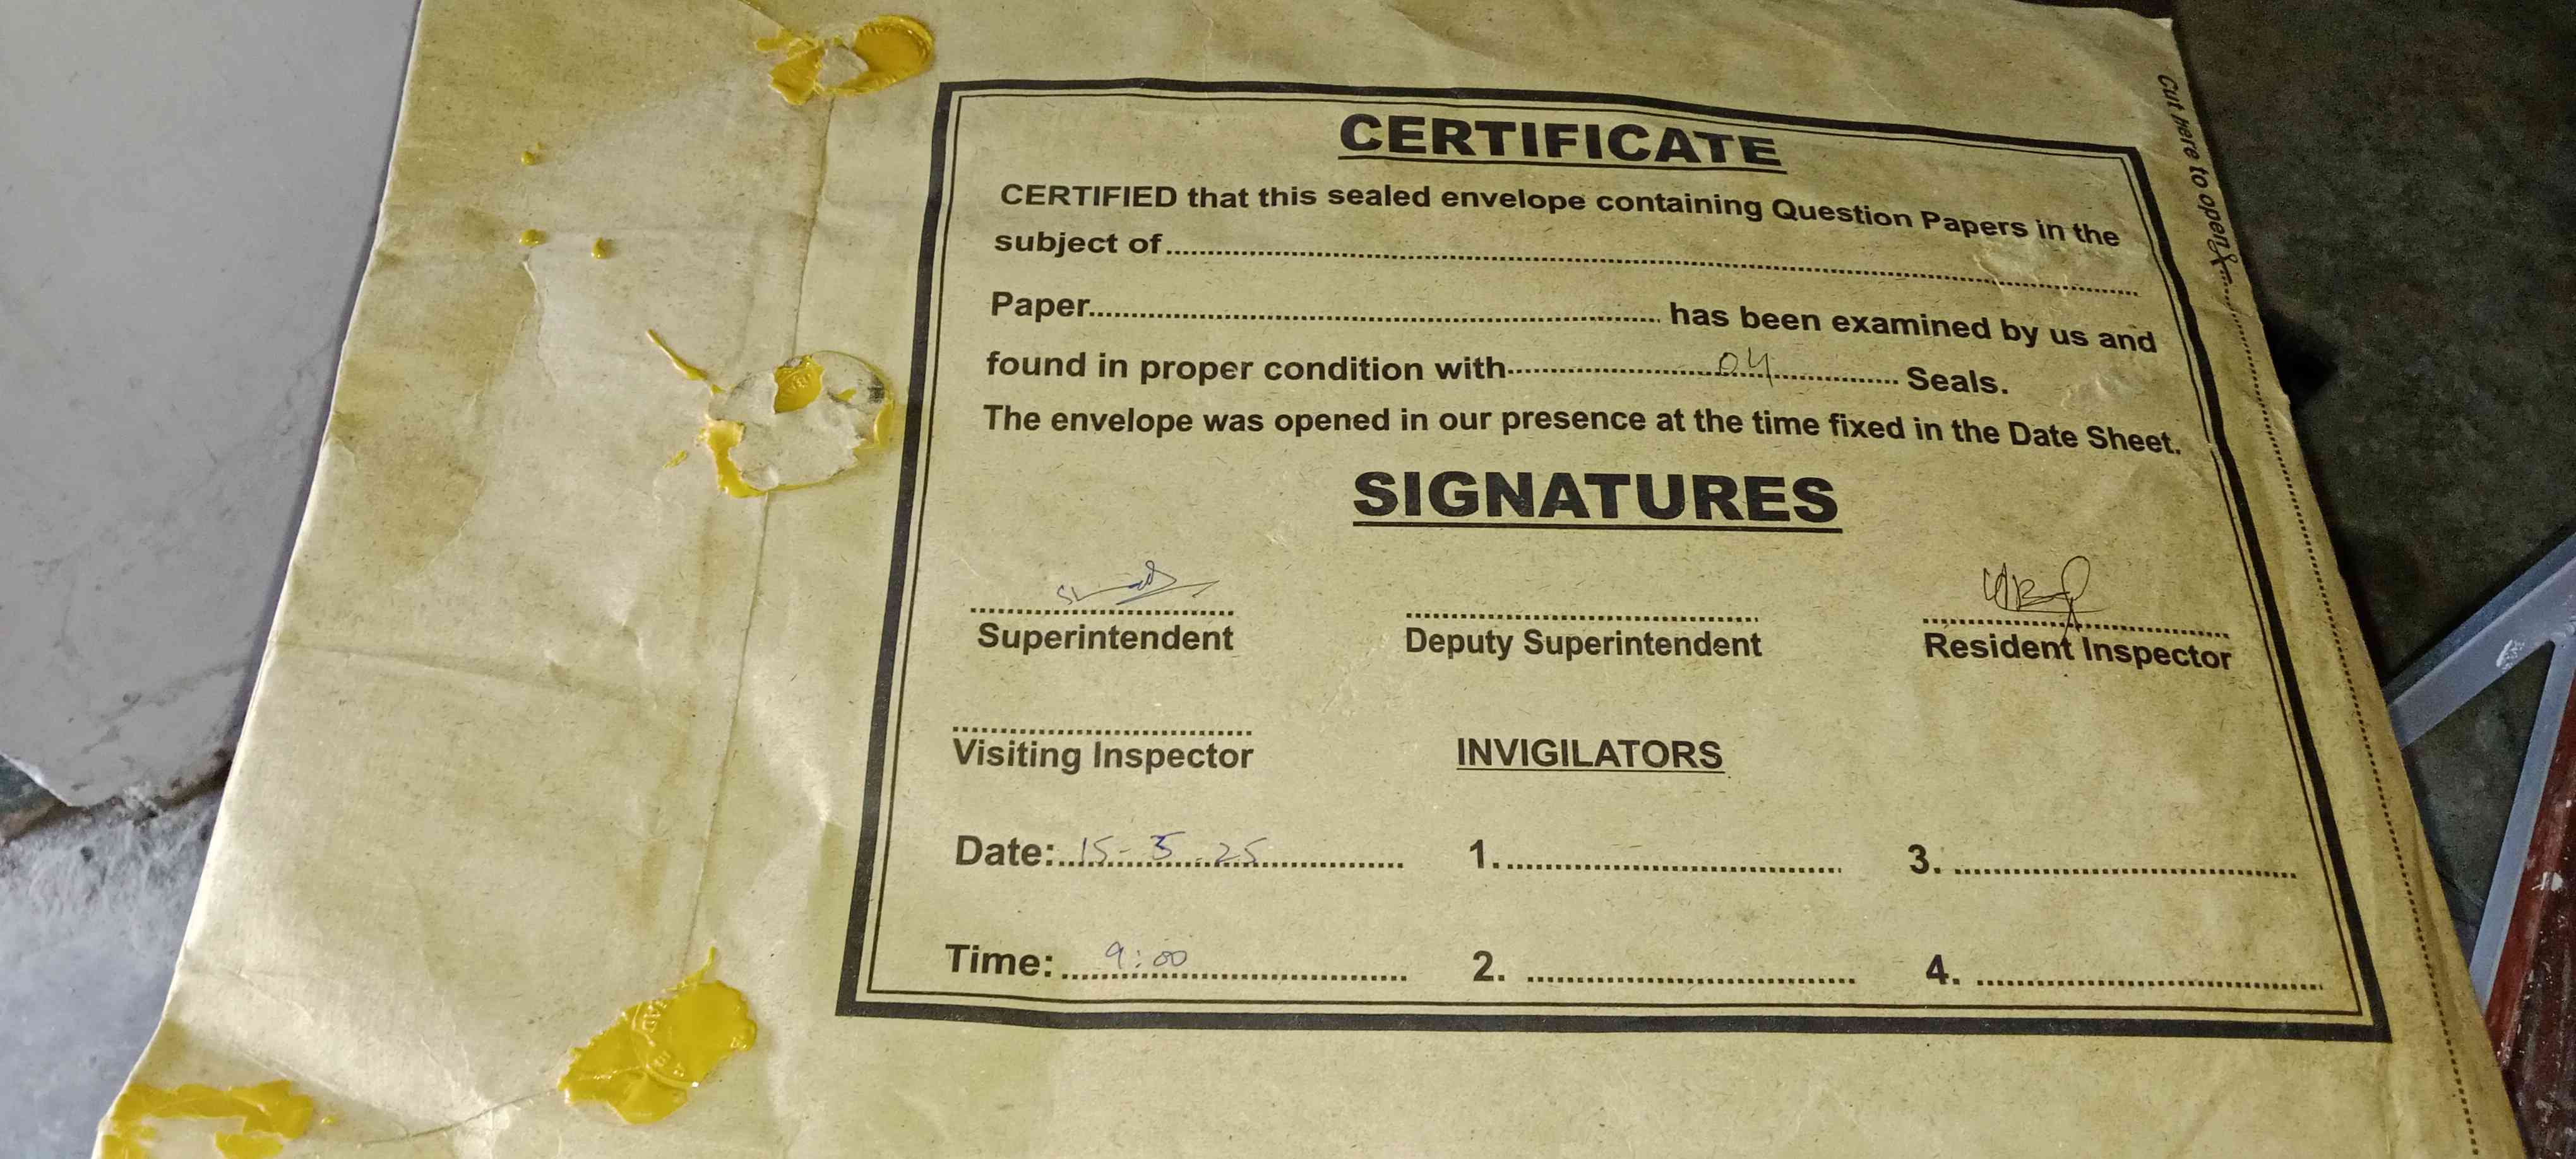 CERTIFICATE
CERTIFIED that this sealed envelope containing Question Papers in the
subject of
Paper has been examined by us and
found in proper condition with 04 Seals.
The envelope was opened in our presence at the time fixed in the Date Sheet.
SIGNATURES
Superintendent Deputy Superintendent Resident Inspector
Visiting Inspector INVIGILATORS
Date: 15-5-25 1. 3.
Time: 9:00 2. 4.
Cut here to open